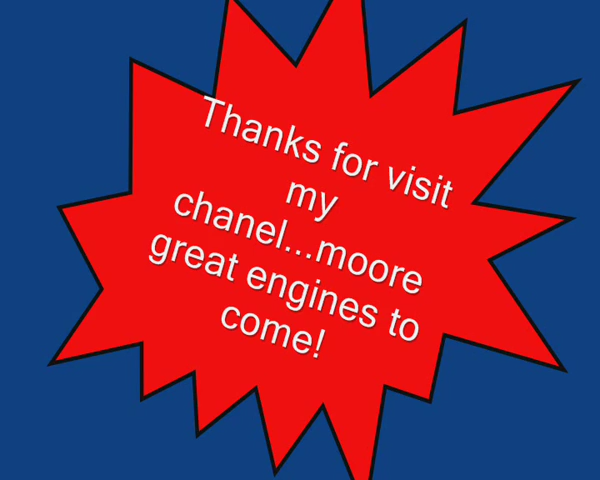 Thanks for visit
my
chanel...moore
great engines to
come!